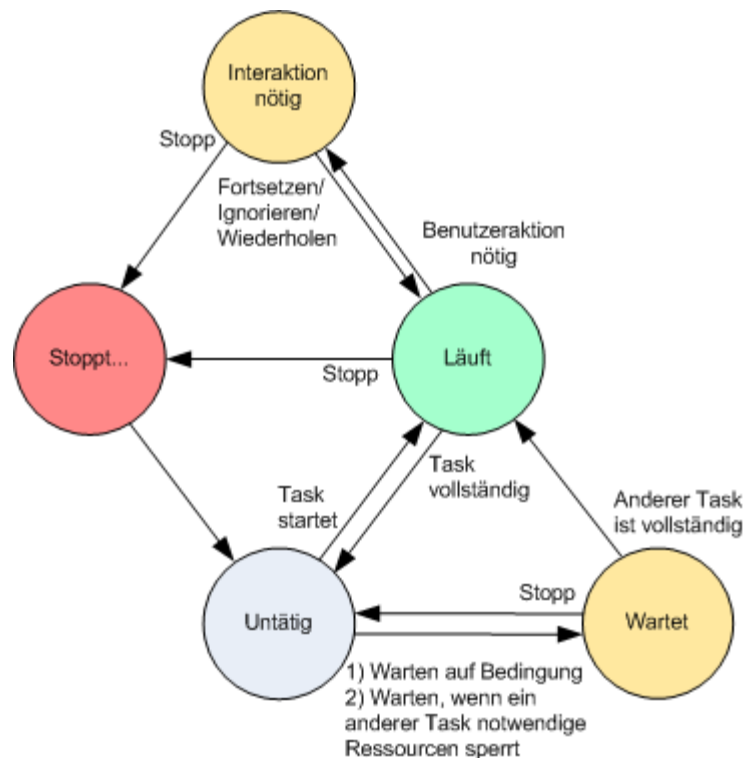 Interaktion
nötig
Stopp
Fortsetzen/
Ignorieren/
Wiederholen
Benutzeraktion
nötig
Stoppt...
Läuft
Stopp
Task
vollständig
Task
startet
Anderer Task
ist vollständig
Untätig
Stopp
Wartet
1) Warten auf Bedingung
2) Warten, wenn ein
anderer Task notwendige
Ressourcen sperrt